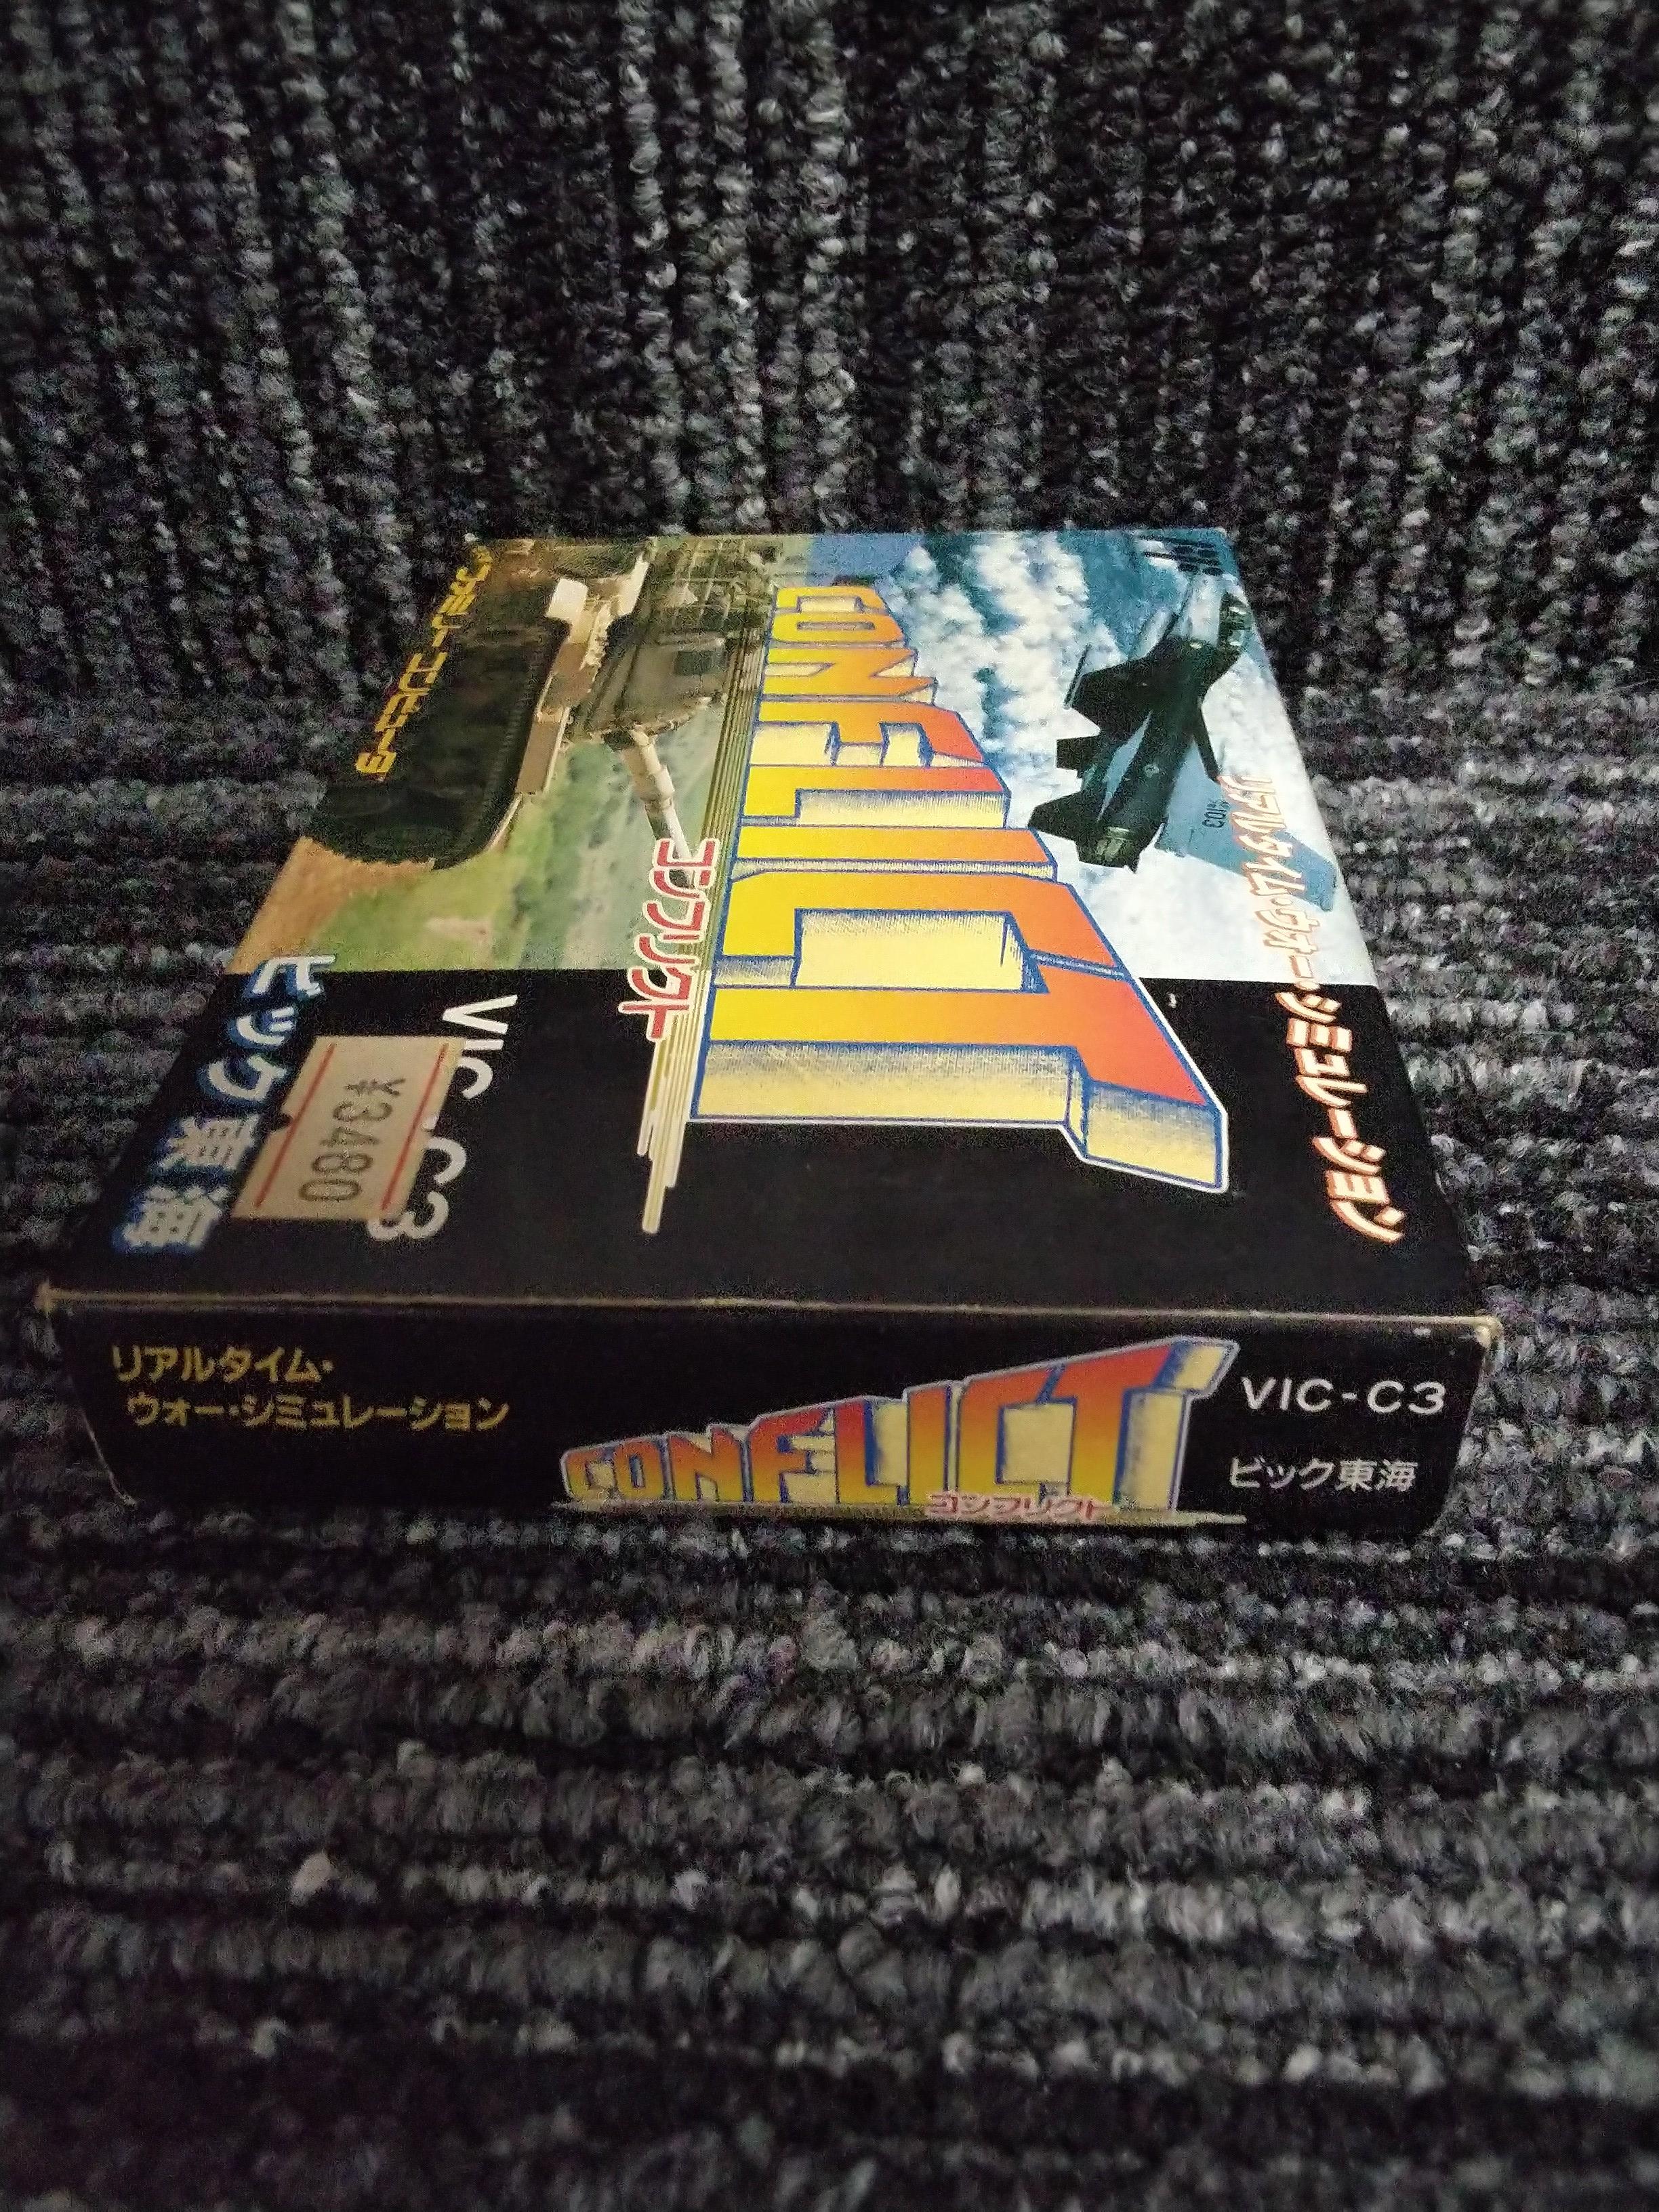 リアルタイム・ウォー・シミュレーション
CONFLICT
コンフリクト
ファミリーコンピュータ
VIC-C3
¥3480
ビック東海
リアルタイム・
ウォー・シミュレーション
CONFLICT
コンフリクト
VIC-C3
ビック東海